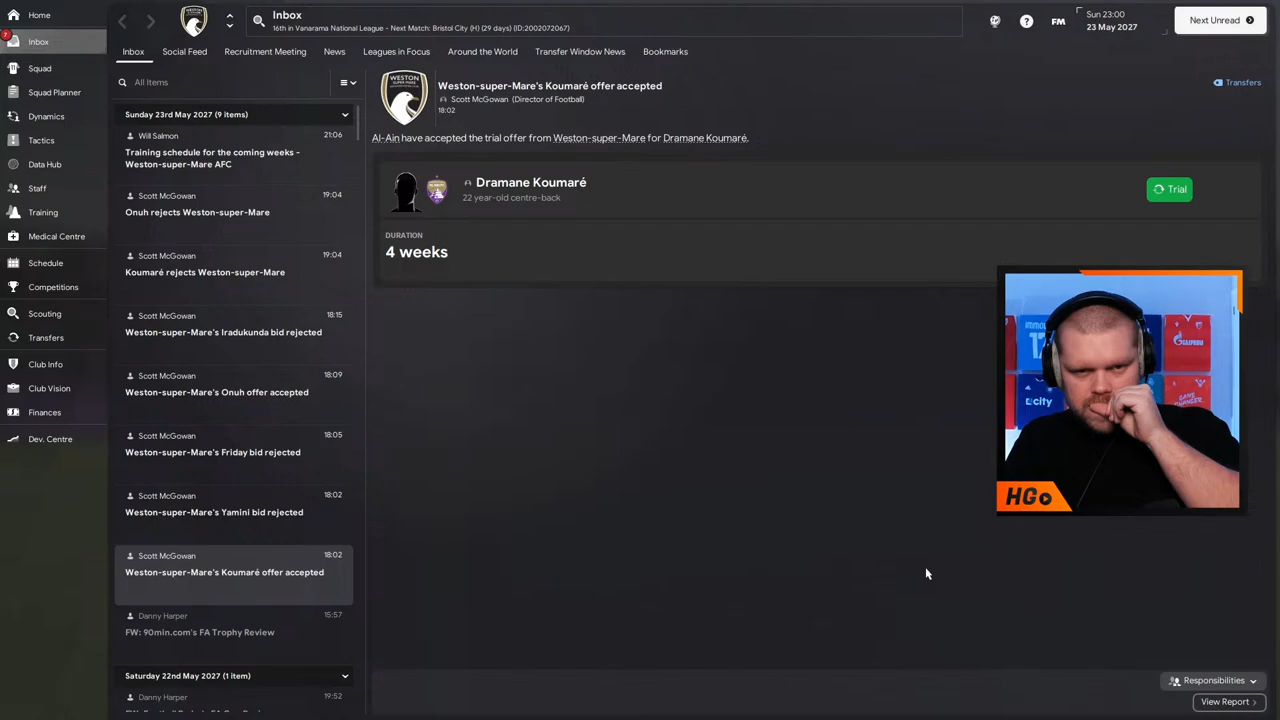 Home
7
Inbox
Squad
Squad Planner
Dynamics
Tactics
Data Hub
Staff
Training
Medical Centre
Schedule
Competitions
Scouting
Transfers
Club Info
Club Vision
Finances
Dev. Centre
Inbox
16th in Vanarama National League - Next Match: Bristol City (H) (29 days) (ID:2002072067)
?
FM
Sun 23:00
23 May 2027
Next Unread
Inbox
Social Feed
Recruitment Meeting
News
Leagues in Focus
Around the World
Transfer Window News
Bookmarks
All Items
Sunday 23rd May 2027 (9 items)
Will Salmon
21:06
Training schedule for the coming weeks -
Weston-super-Mare AFC
Scott McGowan
19:04
Onuh rejects Weston-super-Mare
Scott McGowan
19:04
Koumaré rejects Weston-super-Mare
Scott McGowan
18:15
Weston-super-Mare's Iradukunda bid rejected
Scott McGowan
18:09
Weston-super-Mare's Onuh offer accepted
Scott McGowan
18:05
Weston-super-Mare's Friday bid rejected
Scott McGowan
18:02
Weston-super-Mare's Yamini bid rejected
Scott McGowan
18:02
Weston-super-Mare's Koumaré offer accepted
Danny Harper
15:57
FW: 90min.com's FA Trophy Review
Saturday 22nd May 2027 (1 item)
Danny Harper
19:52
Weston-super-Mare's Koumaré offer accepted
Scott McGowan (Director of Football)
18:02
Transfers
Al-Ain have accepted the trial offer from Weston-super-Mare for Dramane Koumaré.
Dramane Koumaré
22 year-old centre-back
Trial
DURATION
4 weeks
GAZPROM
city
HG
Responsibilities
View Report